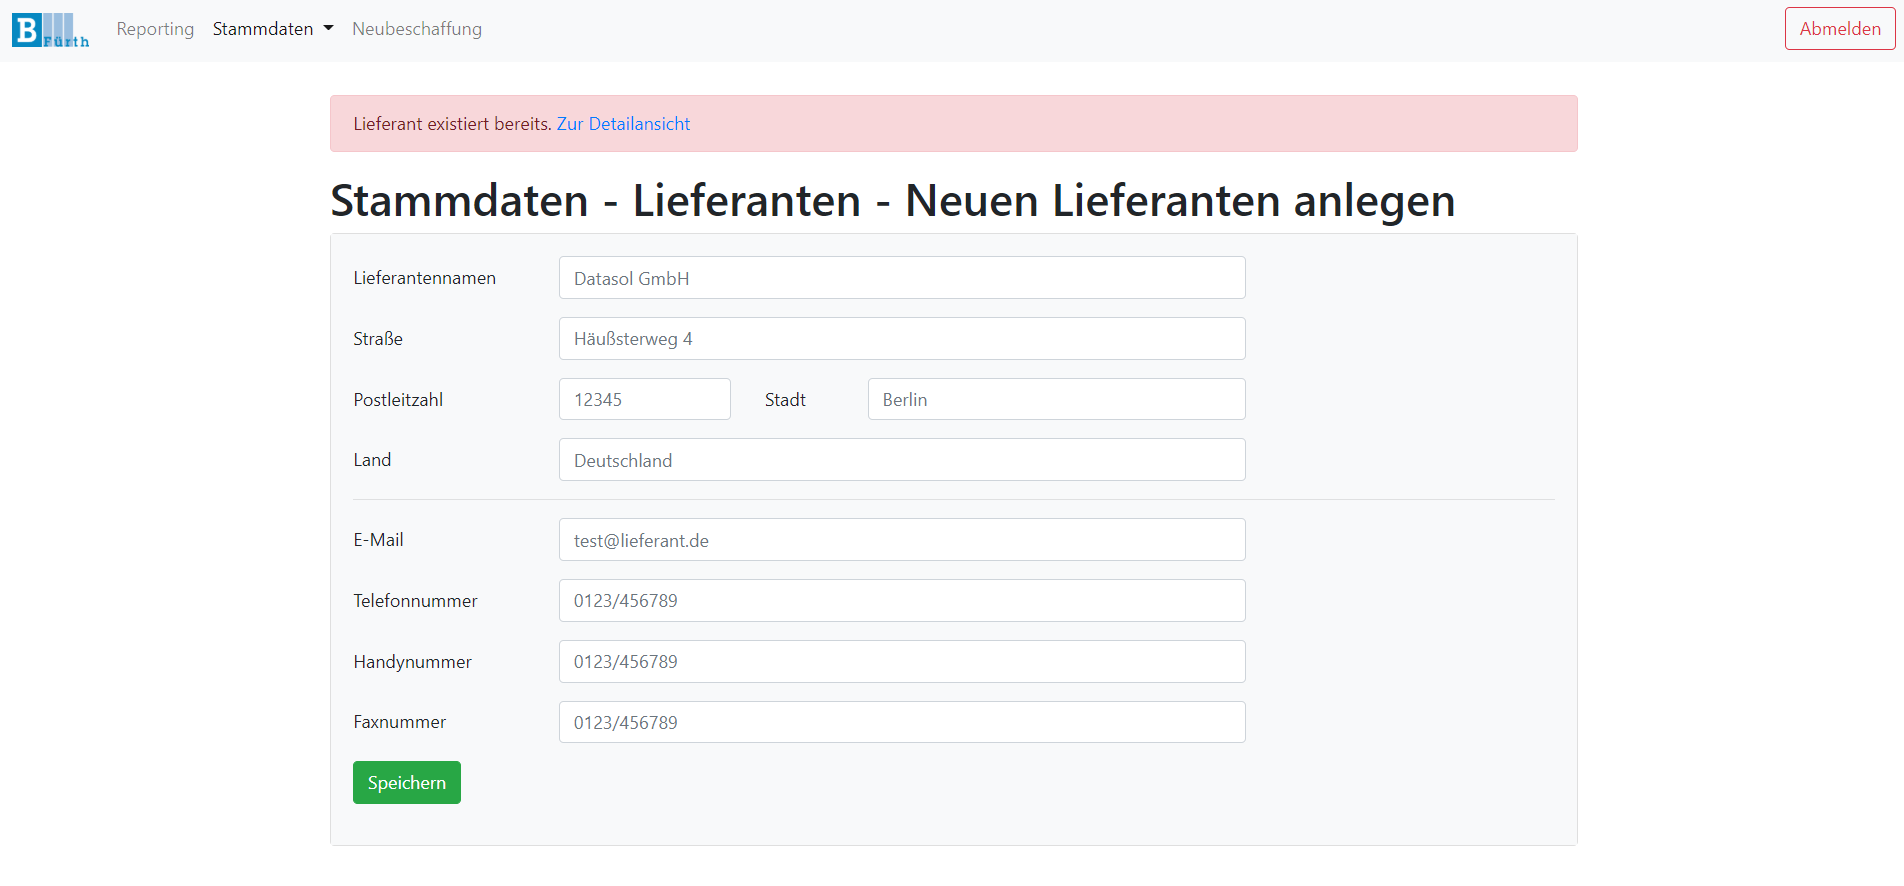 B Fürth Reporting Stammdaten Neubeschaffung Abmelden
Lieferant existiert bereits. Zur Detailansicht
Stammdaten - Lieferanten - Neuen Lieferanten anlegen
Lieferantennamen Datasol GmbH
Straße Häußsterweg 4
Postleitzahl 12345 Stadt Berlin
Land Deutschland
E-Mail test@lieferant.de
Telefonnummer 0123/456789
Handynummer 0123/456789
Faxnummer 0123/456789
Speichern